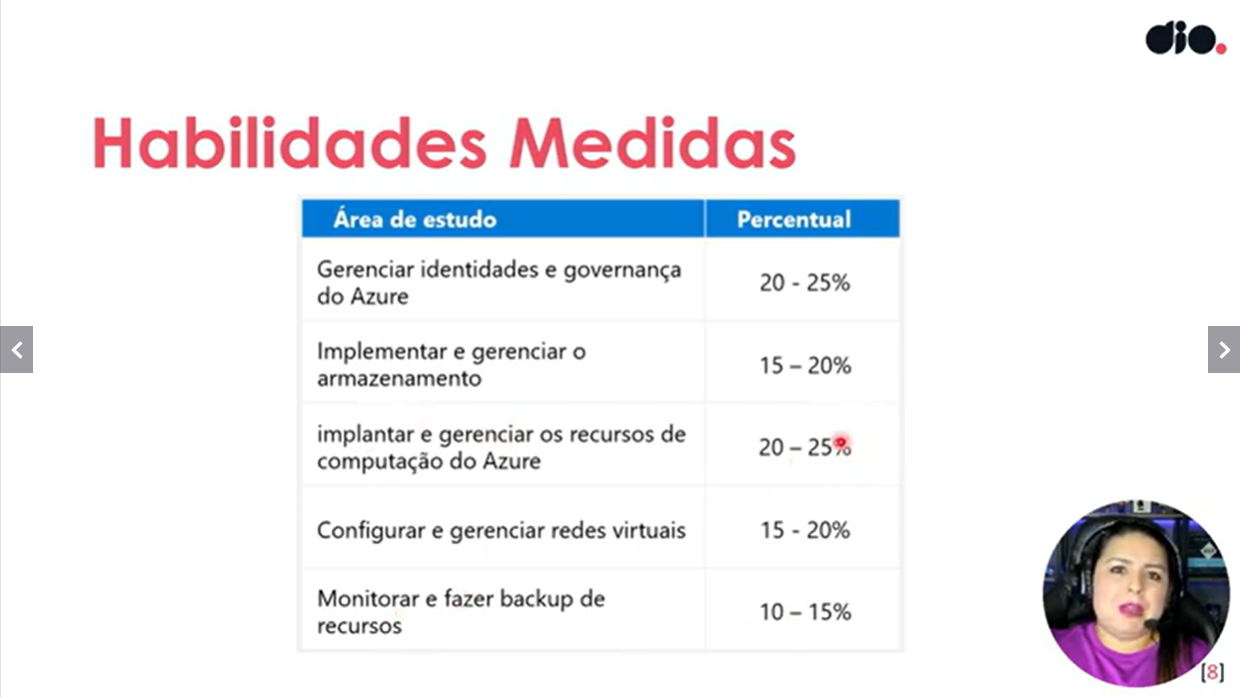 dio.
Habilidades Medidas
Área de estudo Percentual
Gerenciar identidades e governança
do Azure
20 - 25%
Implementar e gerenciar o
armazenamento
15 – 20%
implantar e gerenciar os recursos de
computação do Azure
20 – 25%
Configurar e gerenciar redes virtuais 15 - 20%
Monitorar e fazer backup de
recursos
10 – 15%
[8]